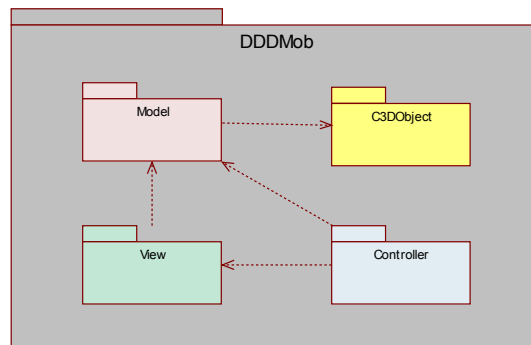 DDDMob
Model
C3DObject
View
Controller